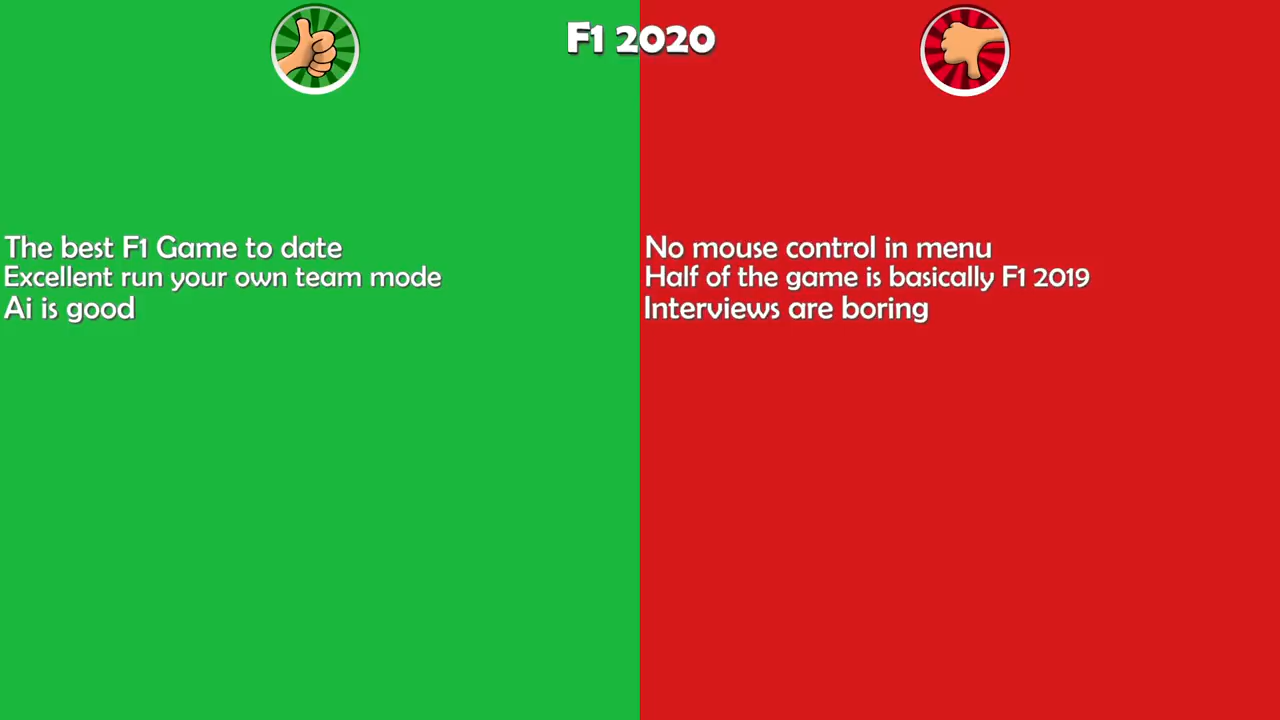 F1 2020
The best F1 Game to date
Excellent run your own team mode
Ai is good
No mouse control in menu
Half of the game is basically F1 2019
Interviews are boring